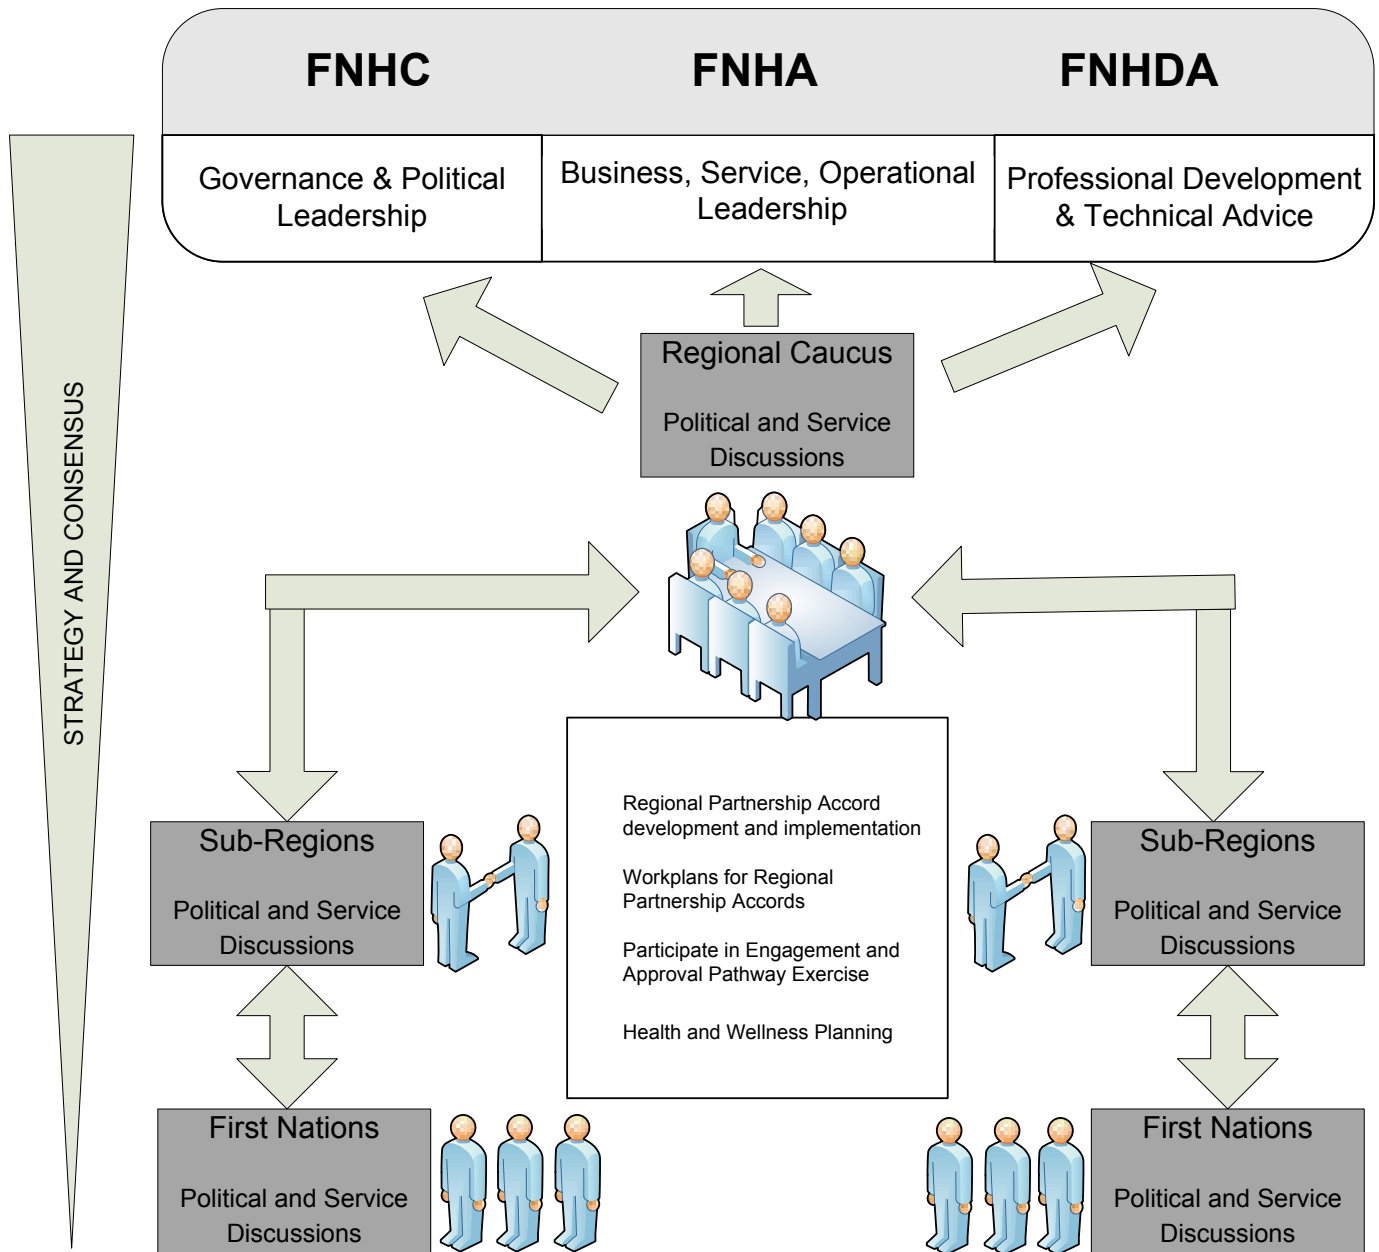 FNHC
FNHA
FNHDA
Governance & Political
Leadership
Business, Service, Operational
Leadership
Professional Development
& Technical Advice
STRATEGY AND CONSENSUS
Regional Caucus
Political and Service
Discussions
Regional Partnership Accord
development and implementation
Workplans for Regional
Partnership Accords
Participate in Engagement and
Approval Pathway Exercise
Health and Wellness Planning
Sub-Regions
Political and Service
Discussions
Sub-Regions
Political and Service
Discussions
First Nations
Political and Service
Discussions
First Nations
Political and Service
Discussions